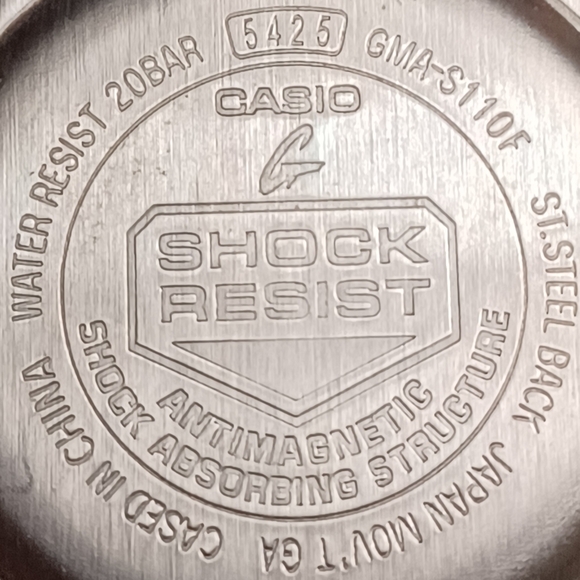 WATER RESIST 20BAR 5425 GMA-S110F ST.STEEL BACK JAPAN MOV'T GA CASED IN CHINA
CASIO
G
SHOCK
RESIST
ANTIMAGNETIC
SHOCK ABSORBING STRUCTURE